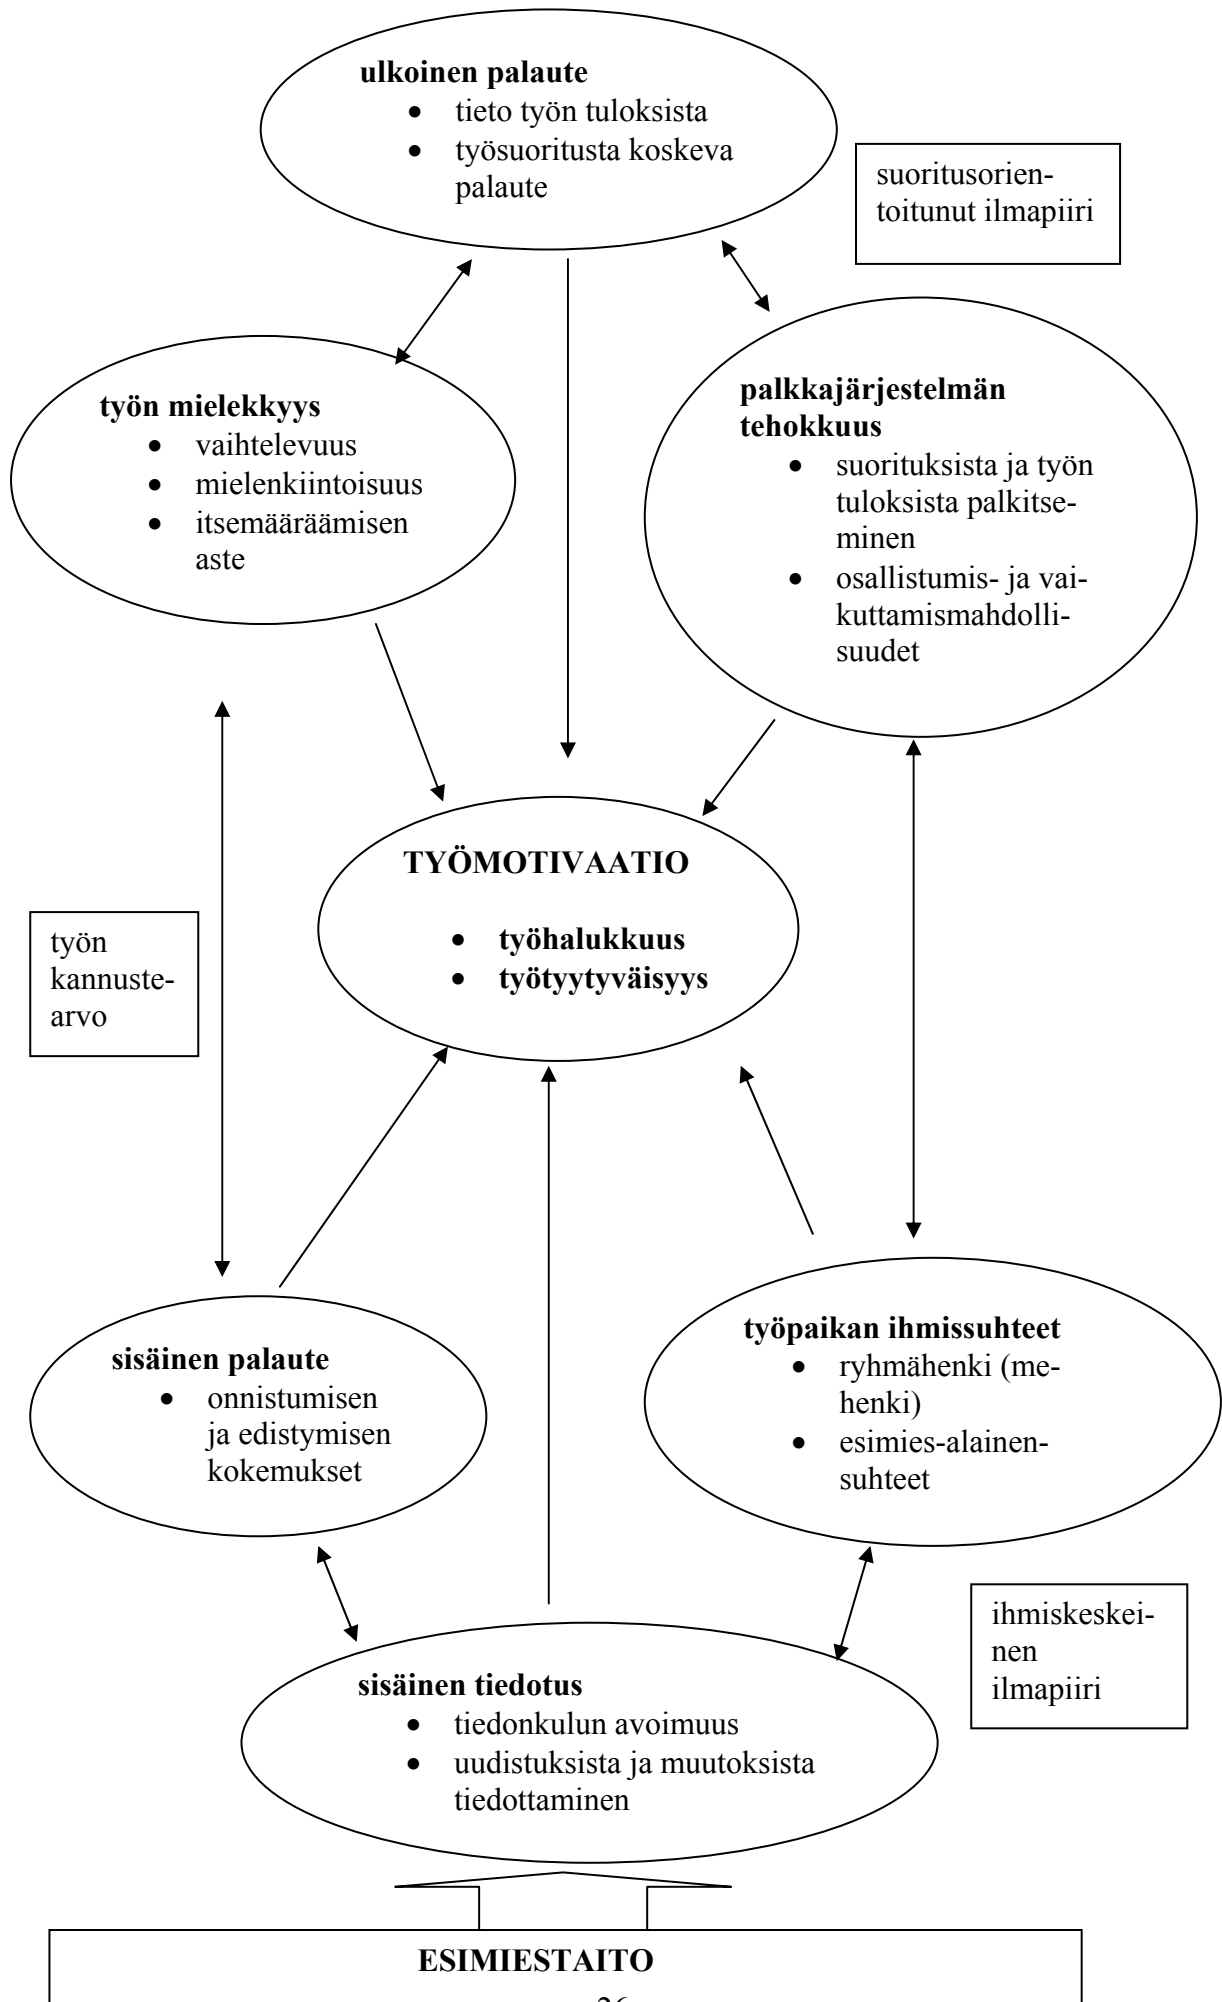 ulkoinen palaute
• tieto työn tuloksista
• työsuoritusta koskeva
palaute
suoritusorien-
toitunut ilmapiiri
työn mielekkyys
• vaihtelevuus
• mielenkiintoisuus
• itsemääräämisen
aste
palkkajärjestelmän
tehokkuus
• suorituksista ja työn
tuloksista palkitse-
minen
• osallistumis- ja vai-
kuttamismahdolli-
suudet
TYÖMOTIVAATIO
• työhalukkuus
• työtyytyväisyys
työn
kannuste-
arvo
sisäinen palaute
• onnistumisen
ja edistymisen
kokemukset
työpaikan ihmissuhteet
• ryhmähenki (me-
henki)
• esimies-alainen-
suhteet
ihmiskeskei-
nen
ilmapiiri
sisäinen tiedotus
• tiedonkulun avoimuus
• uudistuksista ja muutoksista
tiedottaminen
ESIMIESTAITO